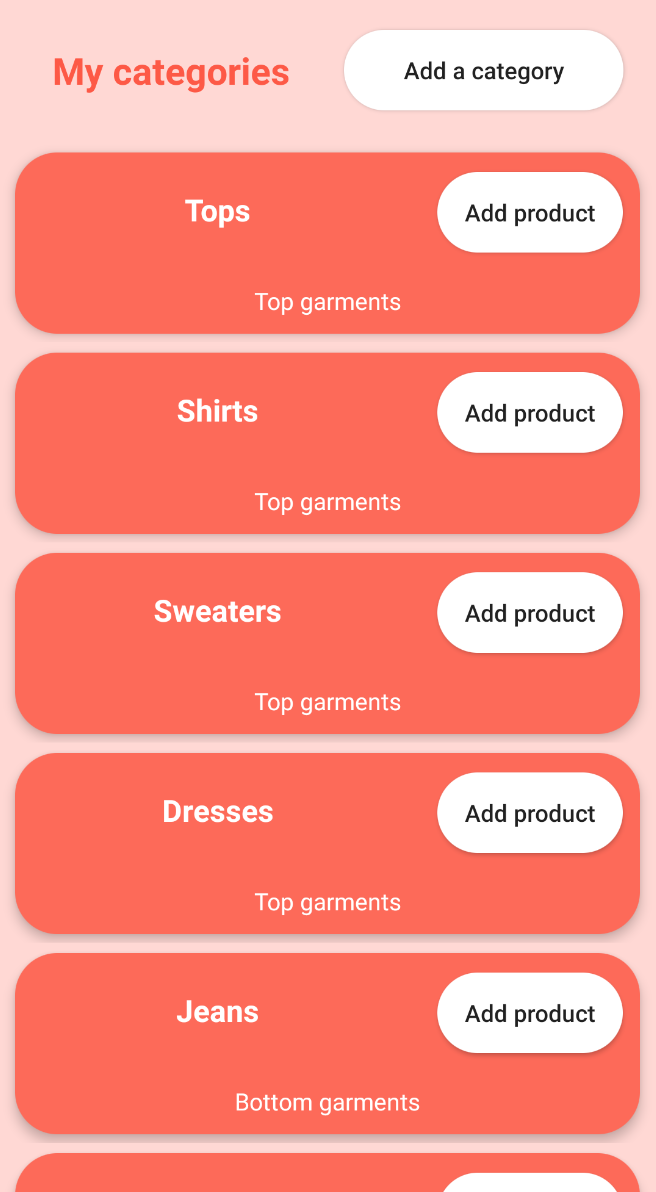 My categories
Add a category
Tops
Add product
Top garments
Shirts
Add product
Top garments
Sweaters
Add product
Top garments
Dresses
Add product
Top garments
Jeans
Add product
Bottom garments